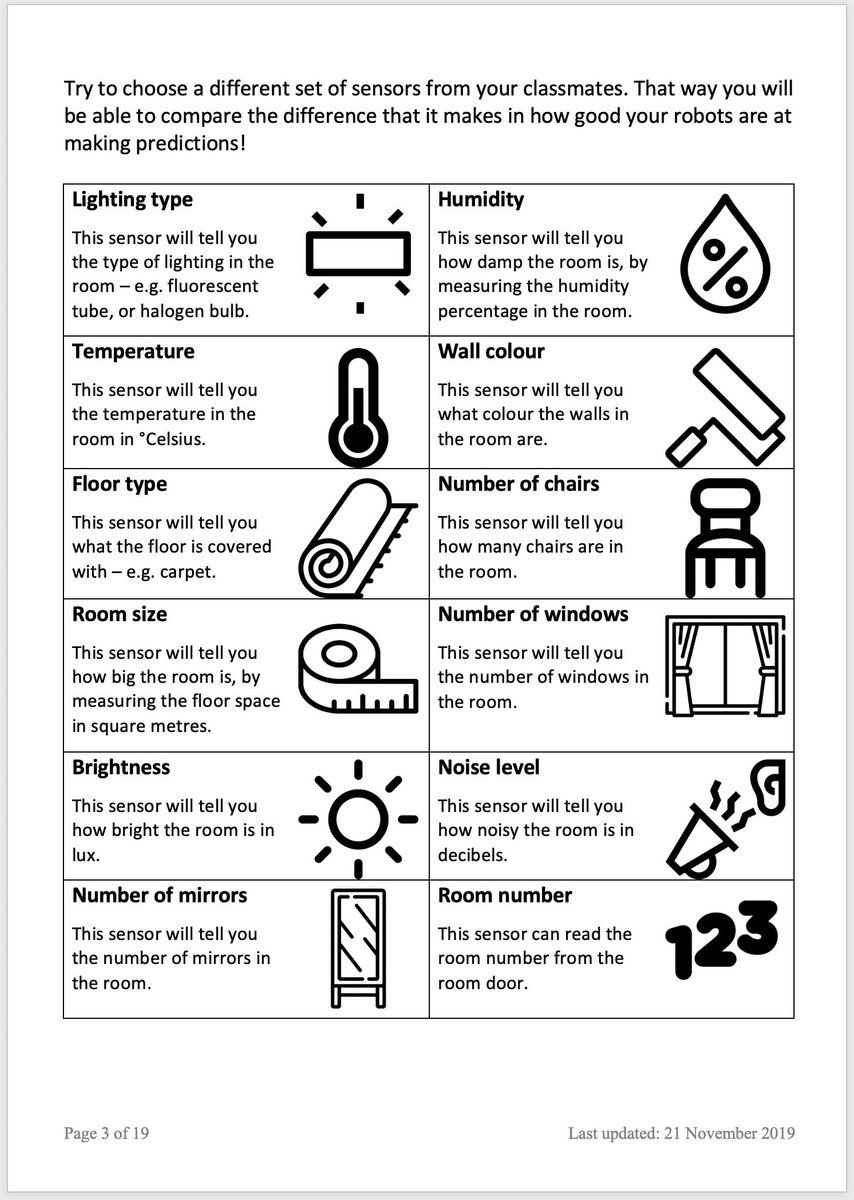 Try to choose a different set of sensors from your classmates. That way you will
be able to compare the difference that it makes in how good your robots are at
making predictions!
Lighting type
This sensor will tell you
the type of lighting in the
room – e.g. fluorescent
tube, or halogen bulb.
Humidity
This sensor will tell you
how damp the room is, by
measuring the humidity
percentage in the room.
%
Temperature
This sensor will tell you
the temperature in the
room in °Celsius.
Wall colour
This sensor will tell you
what colour the walls in
the room are.
Floor type
This sensor will tell you
what the floor is covered
with – e.g. carpet.
Number of chairs
This sensor will tell you
how many chairs are in
the room.
Room size
This sensor will tell you
how big the room is, by
measuring the floor space
in square metres.
Number of windows
This sensor will tell you
the number of windows in
the room.
Brightness
This sensor will tell you
how bright the room is in
lux.
Noise level
This sensor will tell you
how noisy the room is in
decibels.
Number of mirrors
This sensor will tell you
the number of mirrors in
the room.
Room number
This sensor can read the
room number from the
room door.
123
Page 3 of 19
Last updated: 21 November 2019